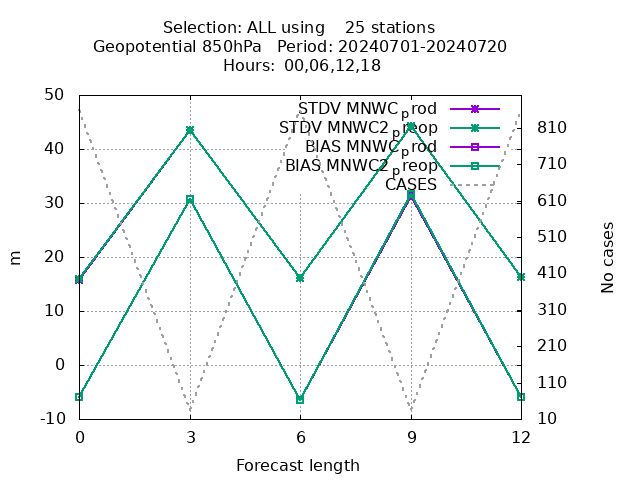 Selection: ALL using 25 stations
Geopotential 850hPa Period: 20240701-20240720
Hours: 00,06,12,18
STDV MNWC_prod
STDV MNWC2_preop
BIAS MNWC_prod
BIAS MNWC2_preop
CASES
50
40
30
20
10
0
-10
m
810
710
610
510
410
310
210
110
10
No cases
0 3 6 9 12
Forecast length